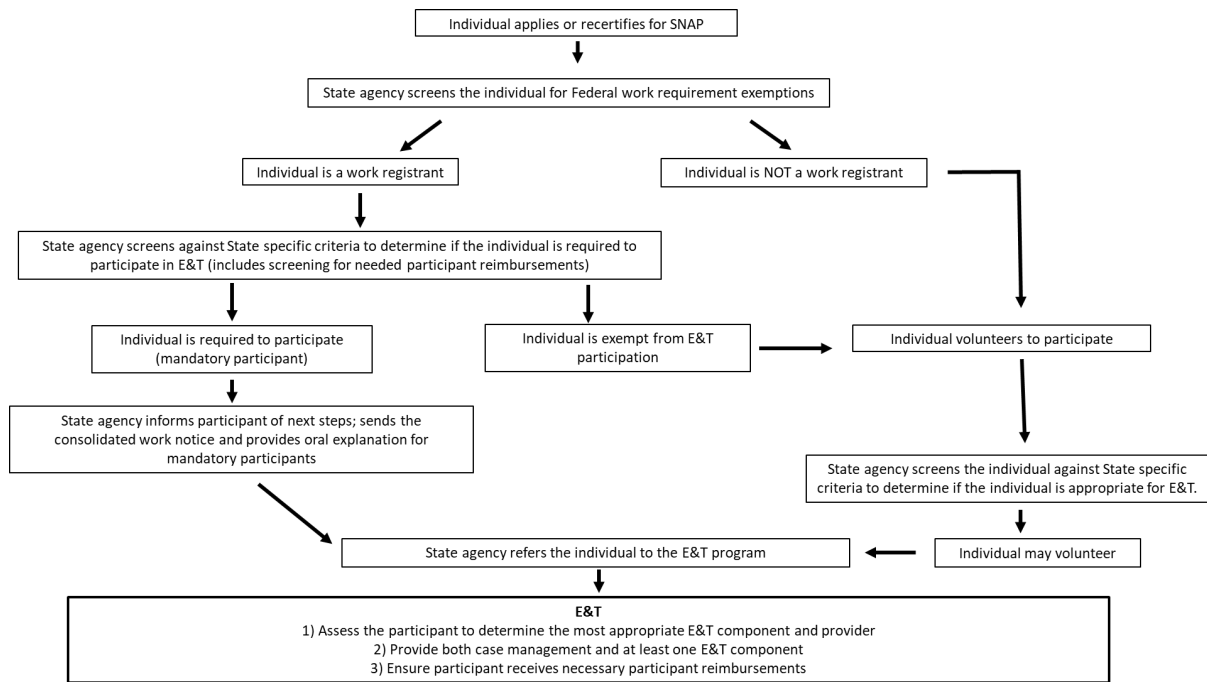 Individual applies or recertifies for SNAP
State agency screens the individual for Federal work requirement exemptions
Individual is a work registrant
Individual is NOT a work registrant
State agency screens against State specific criteria to determine if the individual is required to
participate in E&T (includes screening for needed participant reimbursements)
Individual is required to participate
(mandatory participant)
Individual is exempt from E&T
participation
Individual volunteers to participate
State agency informs participant of next steps; sends the
consolidated work notice and provides oral explanation for
mandatory participants
State agency screens the individual against State specific
criteria to determine if the individual is appropriate for E&T.
State agency refers the individual to the E&T program
Individual may volunteer
E&T
1) Assess the participant to determine the most appropriate E&T component and provider
2) Provide both case management and at least one E&T component
3) Ensure participant receives necessary participant reimbursements